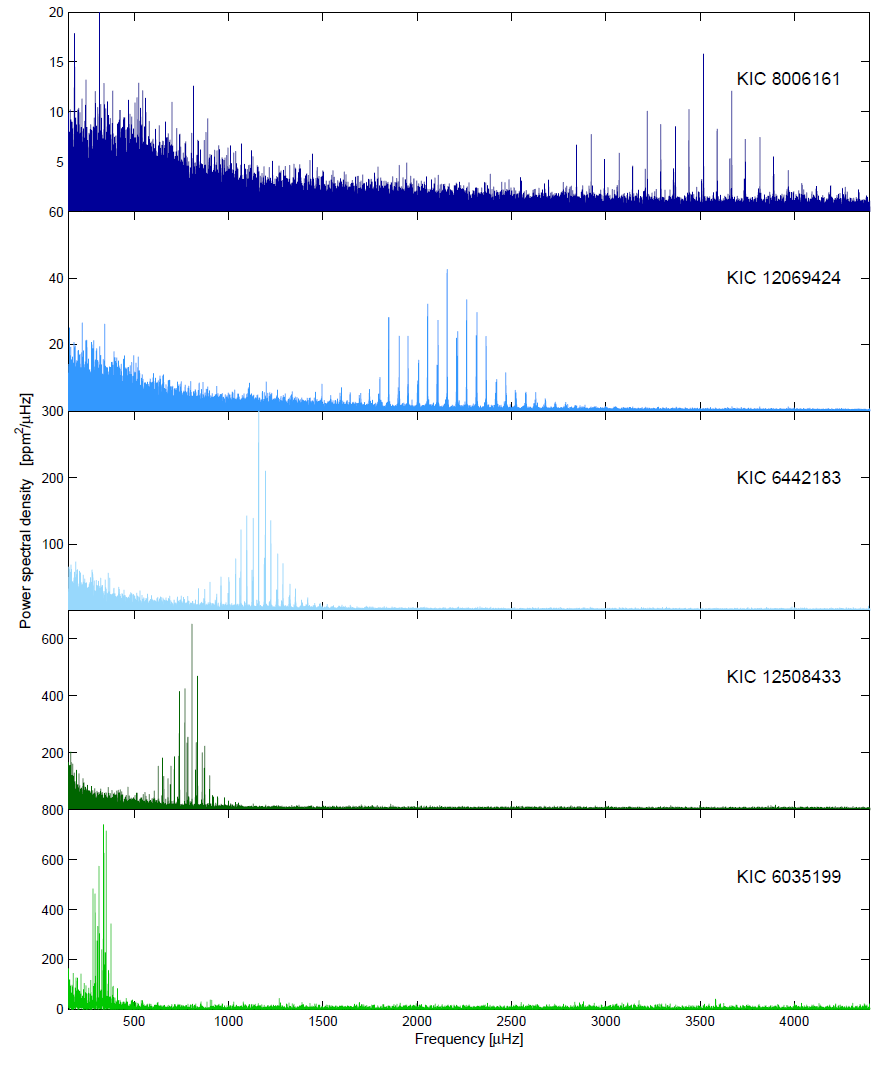 20
15
10
5
KIC 8006161
60
40
20
KIC 12069424
300
200
100
KIC 6442183
Power spectral density [ppm²/µHz]
600
400
200
KIC 12508433
800
600
400
200
0
KIC 6035199
500 1000 1500 2000 2500 3000 3500 4000
Frequency [µHz]